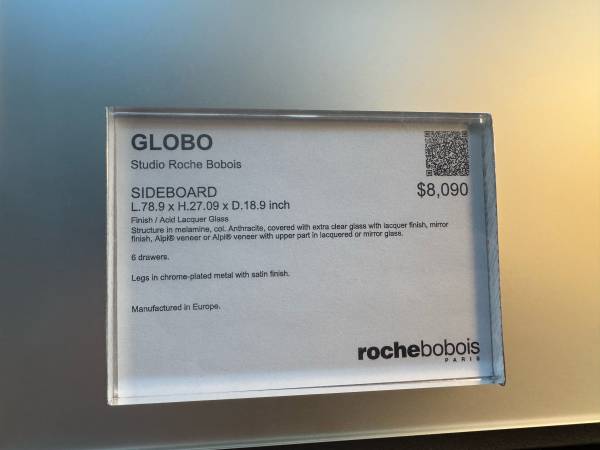 GLOBO
Studio Roche Bobois
$8,090
SIDEBOARD
L.78.9 x H.27.09 x D.18.9 inch
Finish / Acid Lacquer Glass
Structure in melamine, col. Anthracite, covered with extra clear glass with lacquer finish, mirror
finish, Alpi® veneer or Alpi® veneer with upper part in lacquered or mirror glass.
6 drawers.
Legs in chrome-plated metal with satin finish.
Manufactured in Europe.
rochebobois
PARIS